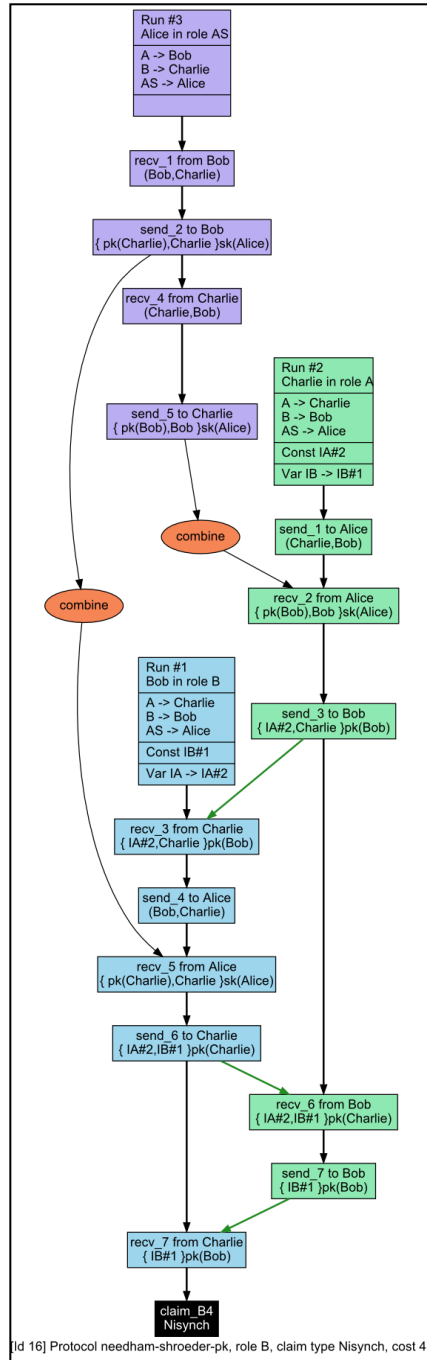 Run #3
Alice in role AS
A -> Bob
B -> Charlie
AS -> Alice
recv_1 from Bob
(Bob,Charlie)
send_2 to Bob
{ pk(Charlie),Charlie }sk(Alice)
recv_4 from Charlie
(Charlie,Bob)
send_5 to Charlie
{ pk(Bob),Bob }sk(Alice)
Run #2
Charlie in role A
A -> Charlie
B -> Bob
AS -> Alice
Const IA#2
Var IB -> IB#1
send_1 to Alice
(Charlie,Bob)
combine
recv_2 from Alice
{ pk(Bob),Bob }sk(Alice)
combine
Run #1
Bob in role B
A -> Charlie
B -> Bob
AS -> Alice
Const IB#1
Var IA -> IA#2
send_3 to Bob
{ IA#2,Charlie }pk(Bob)
recv_3 from Charlie
{ IA#2,Charlie }pk(Bob)
send_4 to Alice
(Bob,Charlie)
recv_5 from Alice
{ pk(Charlie),Charlie }sk(Alice)
send_6 to Charlie
{ IA#2,IB#1 }pk(Charlie)
recv_6 from Bob
{ IA#2,IB#1 }pk(Charlie)
send_7 to Bob
{ IB#1 }pk(Bob)
recv_7 from Charlie
{ IB#1 }pk(Bob)
claim_B4
Nisynch
[Id 16] Protocol needham-shroeder-pk, role B, claim type Nisynch, cost 4